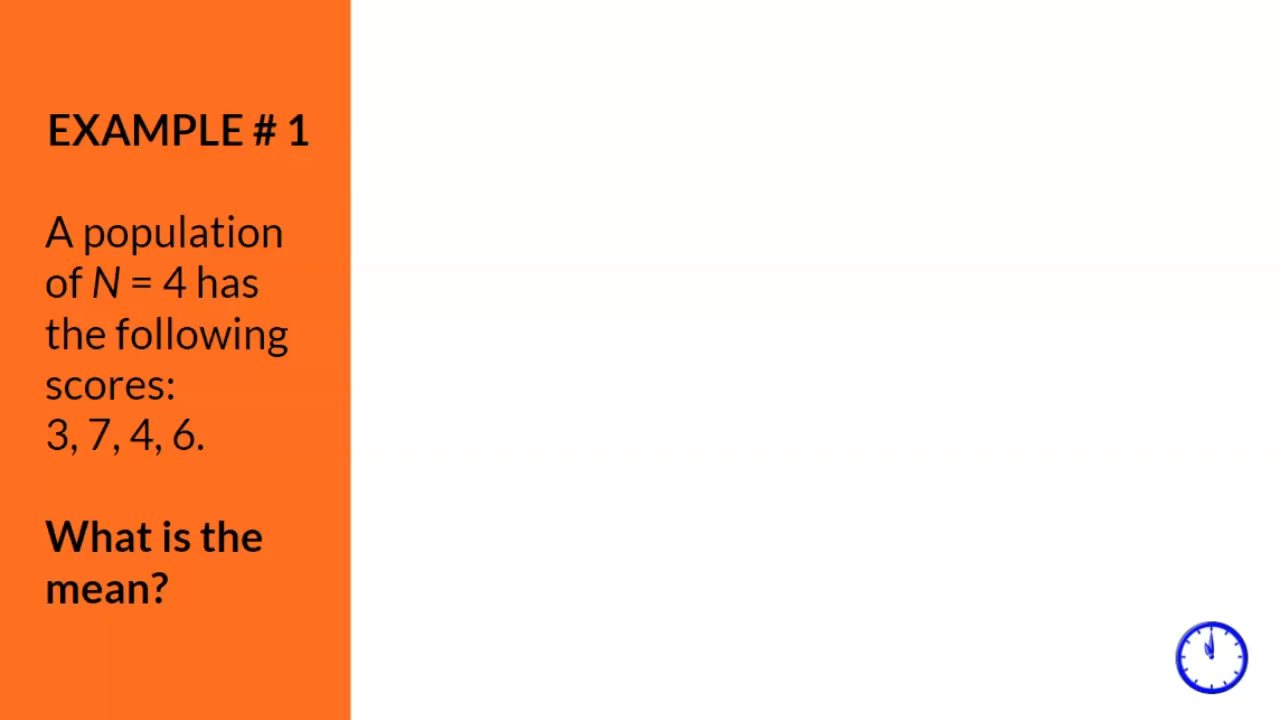 EXAMPLE # 1
A population
of N = 4 has
the following
scores:
3, 7, 4, 6.
What is the
mean?